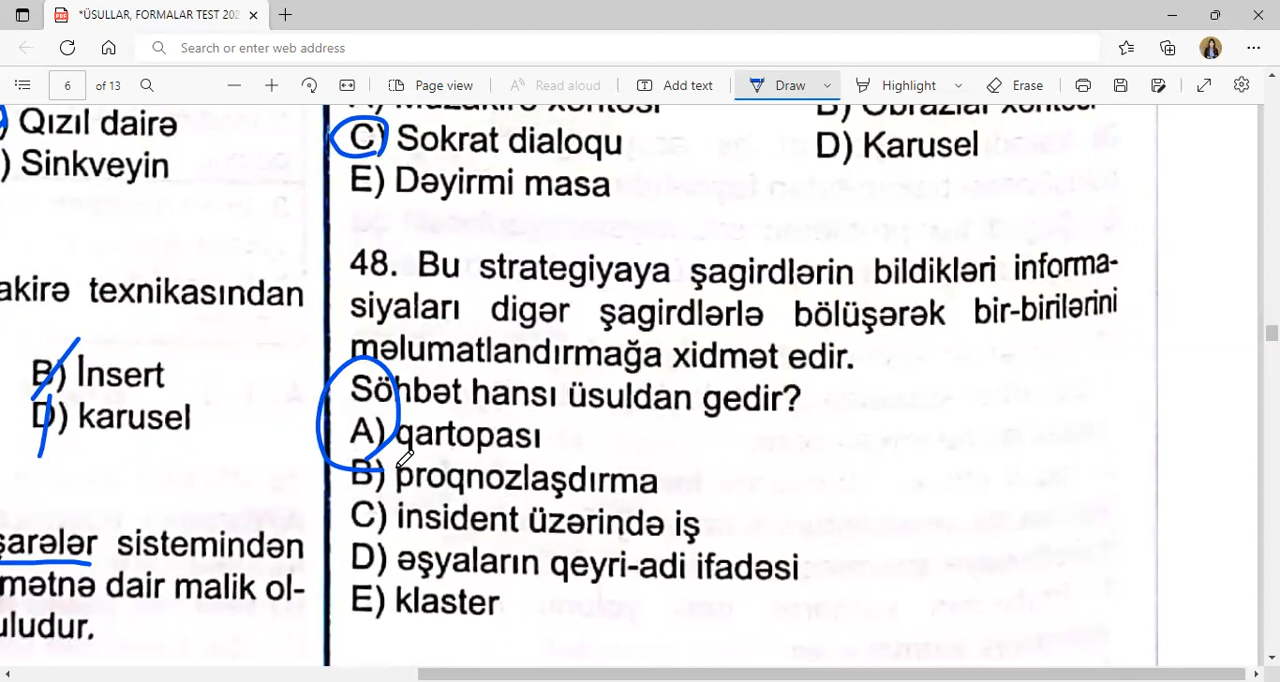 *ÜSULLAR, FORMALAR TEST 202
Search or enter web address
6 of 13
Page view
Read aloud
Add text
Draw
Highlight
Erase
Qızıl dairə
) Sinkveyin
akirə texnikasından
B) İnsert
D) karusel
şarələr sistemindən
mətnə dair malik ol-
uludur.
C) Sokrat dialoqu
D) Karusel
E) Dəyirmi masa
48. Bu strategiyaya şagirdlərin bildikləri informa-
siyaları digər şagirdlərlə bölüşərək bir-birilərini
məlumatlandırmağa xidmət edir.
Söhbət hansı üsuldan gedir?
A) qartopası
B) proqnozlaşdırma
C) insident üzərində iş
D) əşyaların qeyri-adi ifadəsi
E) klaster